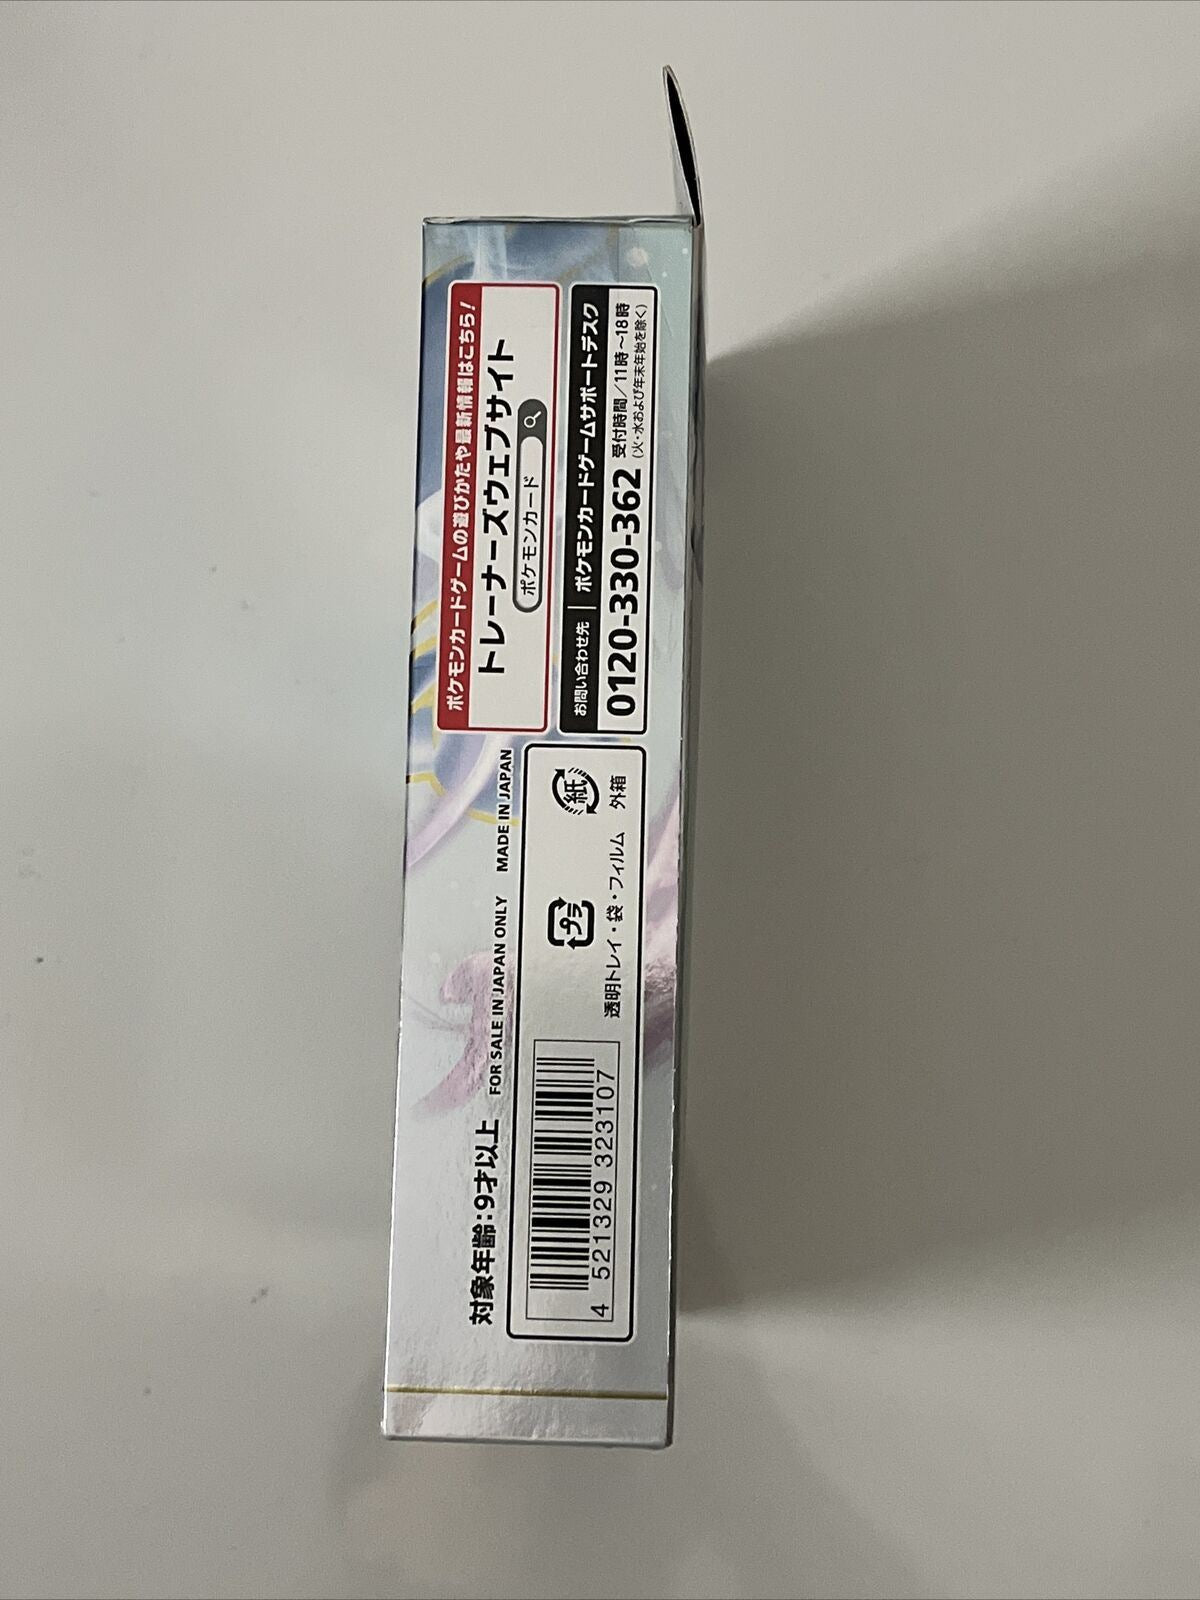 ポケモンカードゲームの遊びかたや最新情報はこちら!
トレーナーズウェブサイト
ポケモンカード
お問い合わせ先 ポケモンカードゲームサポートデスク
0120-330-362
受付時間/11時~18時
(火・水および年末年始を除く)
対象年齢:9才以上 FOR SALE IN JAPAN ONLY MADE IN JAPAN
プラ
透明トレイ・袋・フィルム
紙
外箱
4 521329 323107